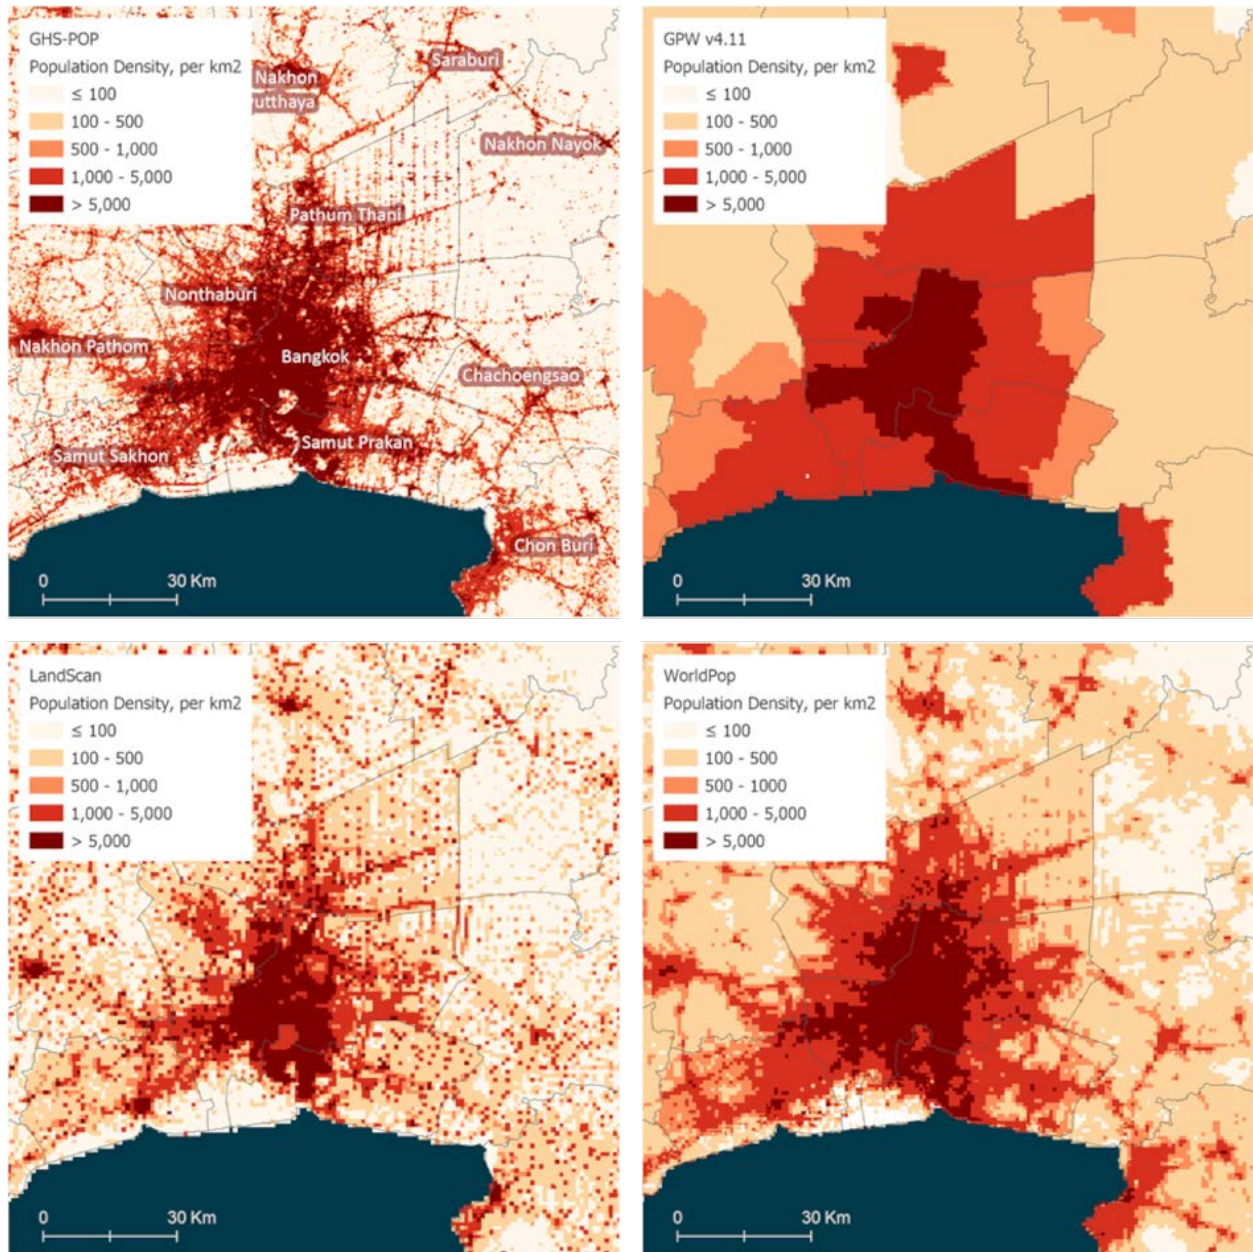 GHS-POP
Population Density, per km2
≤ 100
100 - 500
500 - 1,000
1,000 - 5,000
> 5,000
Nakhon
yutthaya
Saraburi
Nakhon Nayok
Pathum Thani
Nonthaburi
Nakhon Pathom
Bangkok
Chachoengsao
Samut Prakan
Samut Sakhon
Chon Buri
0 30 Km
GPW v4.11
Population Density, per km2
≤ 100
100 - 500
500 - 1,000
1,000 - 5,000
> 5,000
0 30 Km
LandScan
Population Density, per km2
≤ 100
100 - 500
500 - 1,000
1,000 - 5,000
> 5,000
0 30 Km
WorldPop
Population Density, per km2
≤ 100
100 - 500
500 - 1000
1,000 - 5,000
> 5,000
0 30 Km